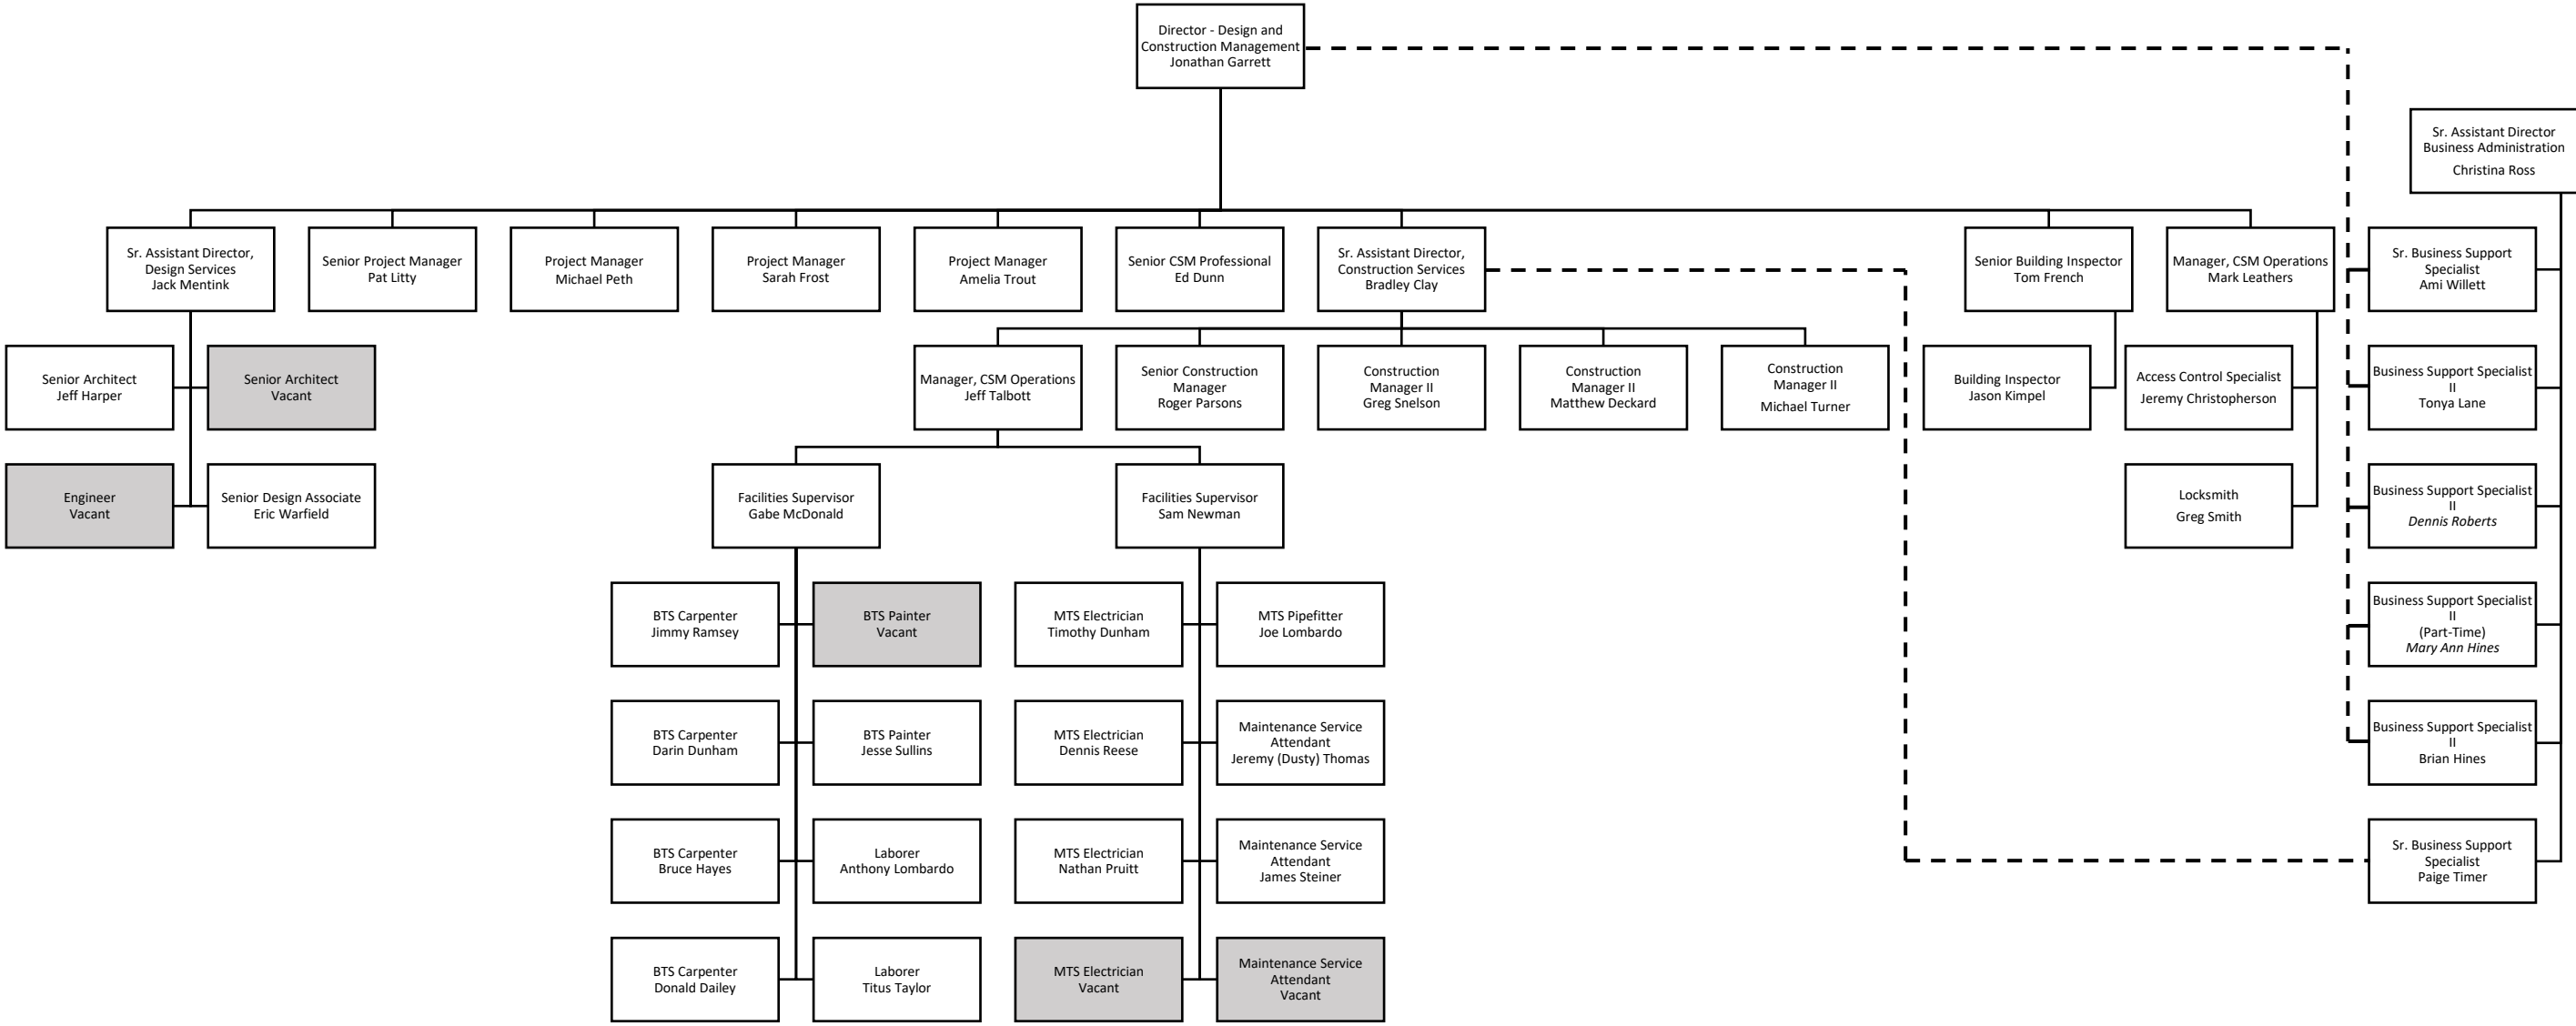 Director - Design and
Construction Management
Jonathan Garrett
Sr. Assistant Director
Business Administration
Christina Ross
Sr. Assistant Director,
Design Services
Jack Mentink
Senior Project Manager
Pat Litty
Project Manager
Michael Peth
Project Manager
Sarah Frost
Project Manager
Amelia Trout
Senior CSM Professional
Ed Dunn
Sr. Assistant Director,
Construction Services
Bradley Clay
Senior Building Inspector
Tom French
Manager, CSM Operations
Mark Leathers
Sr. Business Support
Specialist
Ami Willett
Senior Architect
Jeff Harper
Senior Architect
Vacant
Manager, CSM Operations
Jeff Talbott
Senior Construction
Manager
Roger Parsons
Construction
Manager II
Greg Snelson
Construction
Manager II
Matthew Deckard
Construction
Manager II
Michael Turner
Building Inspector
Jason Kimpel
Access Control Specialist
Jeremy Christopherson
Business Support Specialist
II
Tonya Lane
Engineer
Vacant
Senior Design Associate
Eric Warfield
Facilities Supervisor
Gabe McDonald
Facilities Supervisor
Sam Newman
Locksmith
Greg Smith
Business Support Specialist
II
Dennis Roberts
BTS Carpenter
Jimmy Ramsey
BTS Painter
Vacant
MTS Electrician
Timothy Dunham
MTS Pipefitter
Joe Lombardo
Business Support Specialist
II
(Part-Time)
Mary Ann Hines
BTS Carpenter
Darin Dunham
BTS Painter
Jesse Sullins
MTS Electrician
Dennis Reese
Maintenance Service
Attendant
Jeremy (Dusty) Thomas
Business Support Specialist
II
Brian Hines
BTS Carpenter
Bruce Hayes
Laborer
Anthony Lombardo
MTS Electrician
Nathan Pruitt
Maintenance Service
Attendant
James Steiner
Sr. Business Support
Specialist
Paige Timer
BTS Carpenter
Donald Dailey
Laborer
Titus Taylor
MTS Electrician
Vacant
Maintenance Service
Attendant
Vacant